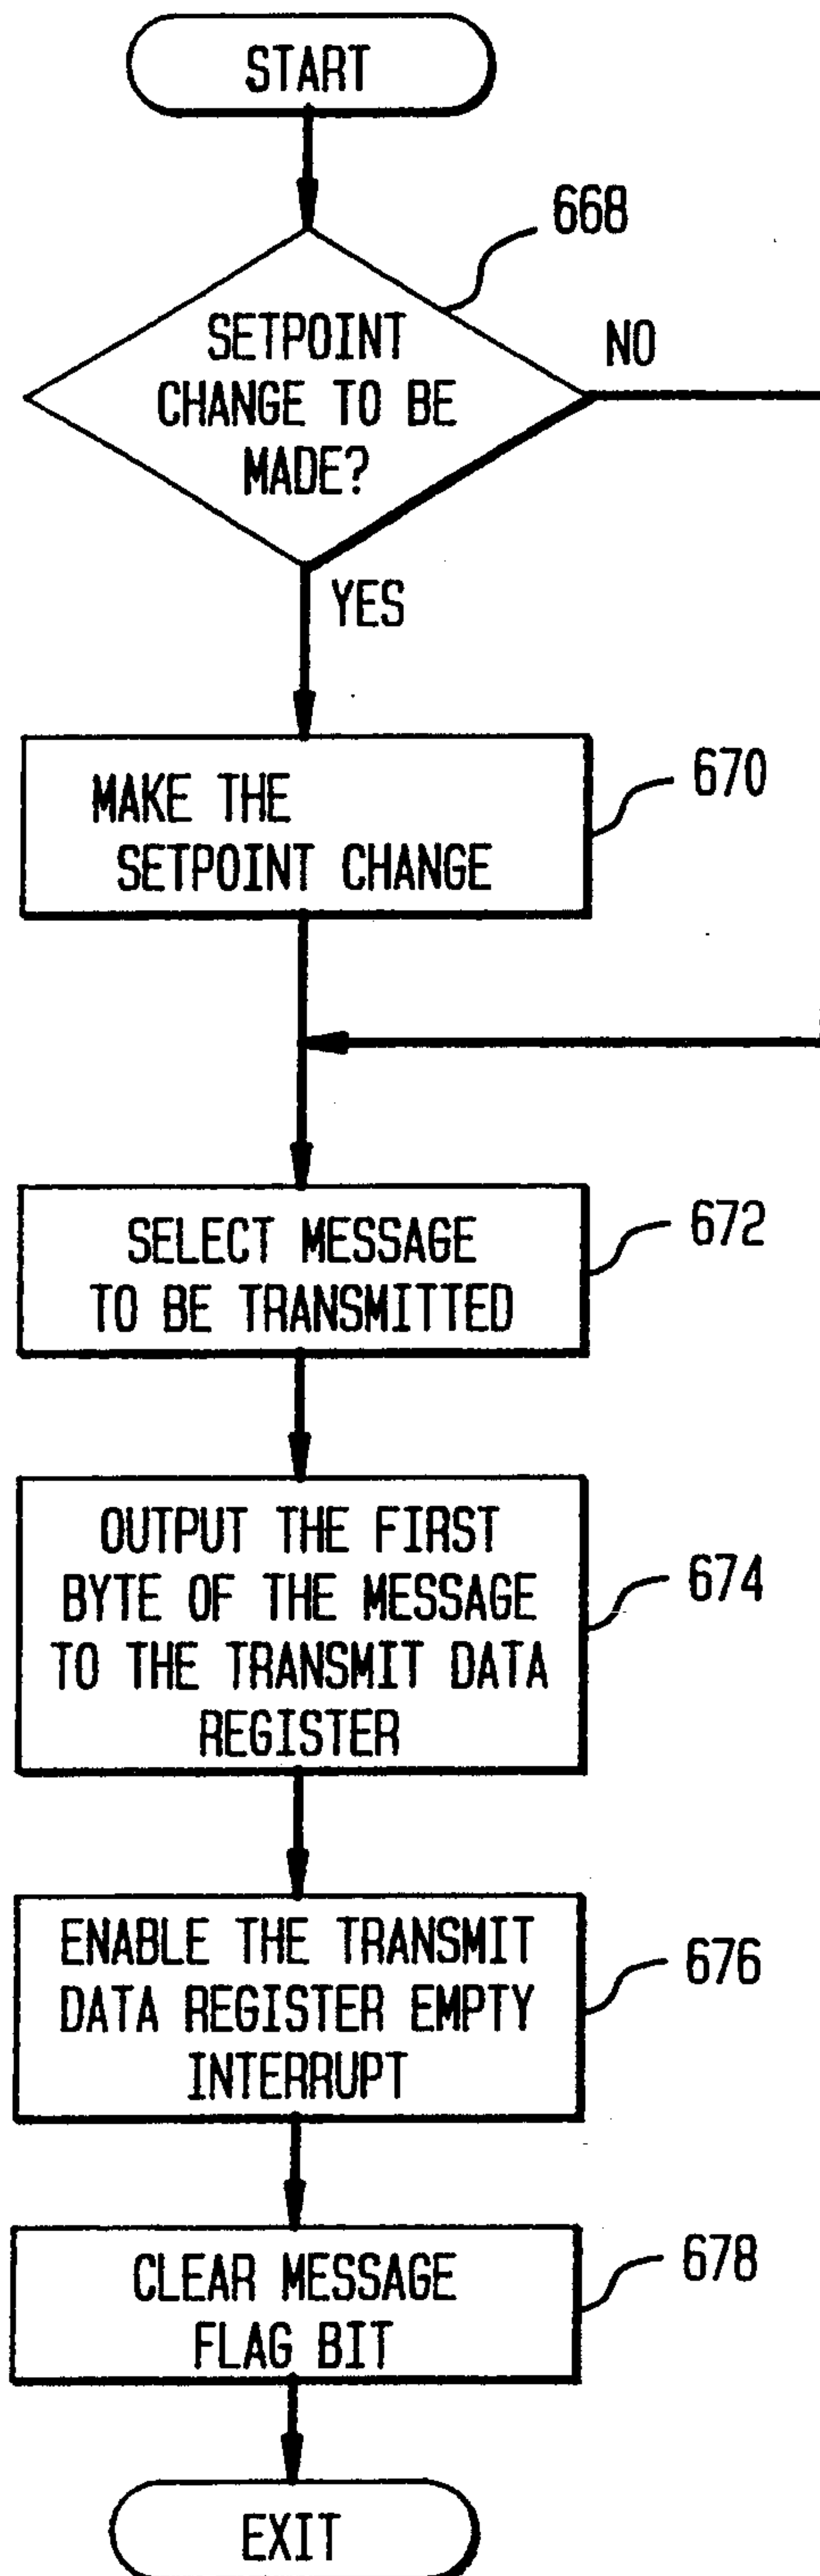 START
668
SETPOINT
CHANGE TO BE
MADE?
NO
YES
670
MAKE THE
SETPOINT CHANGE
672
SELECT MESSAGE
TO BE TRANSMITTED
OUTPUT THE FIRST
BYTE OF THE MESSAGE
TO THE TRANSMIT DATA
REGISTER
674
ENABLE THE TRANSMIT
DATA REGISTER EMPTY
INTERRUPT
676
CLEAR MESSAGE
FLAG BIT
678
EXIT